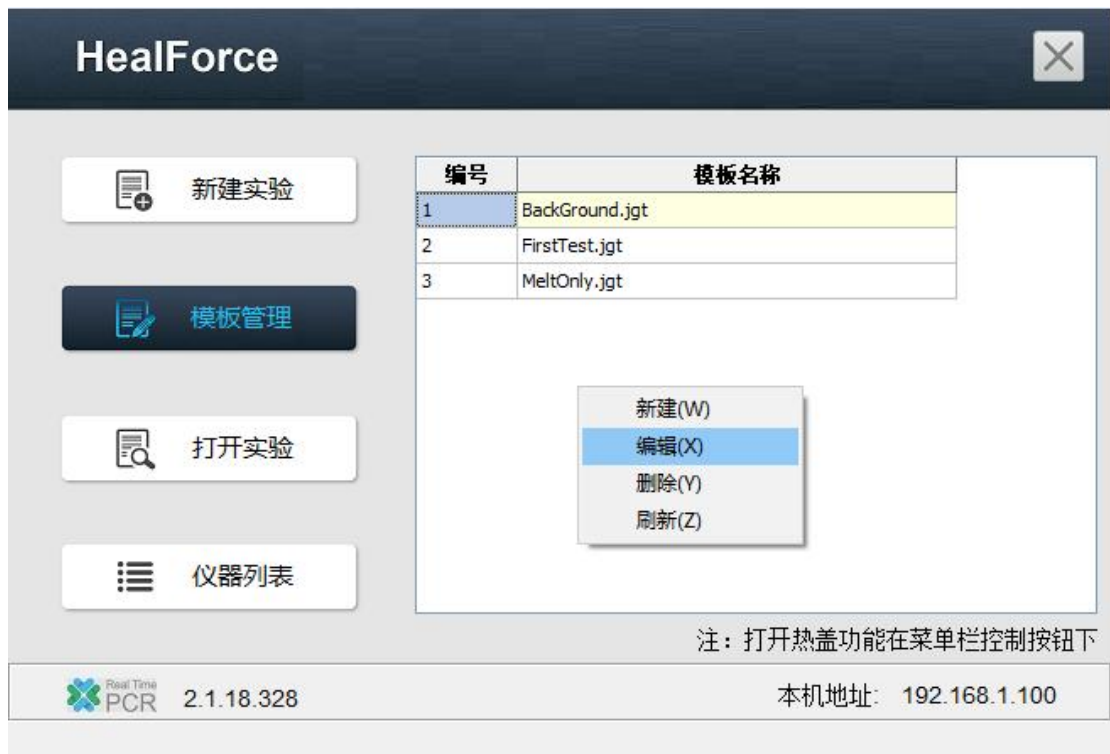 HealForce
新建实验
模板管理
打开实验
仪器列表
编号 模板名称
1 BackGround.jgt
2 FirstTest.jgt
3 MeltOnly.jgt
新建(W)
编辑(X)
删除(Y)
刷新(Z)
注：打开热盖功能在菜单栏控制按钮下
Real Time
PCR 2.1.18.328
本机地址: 192.168.1.100